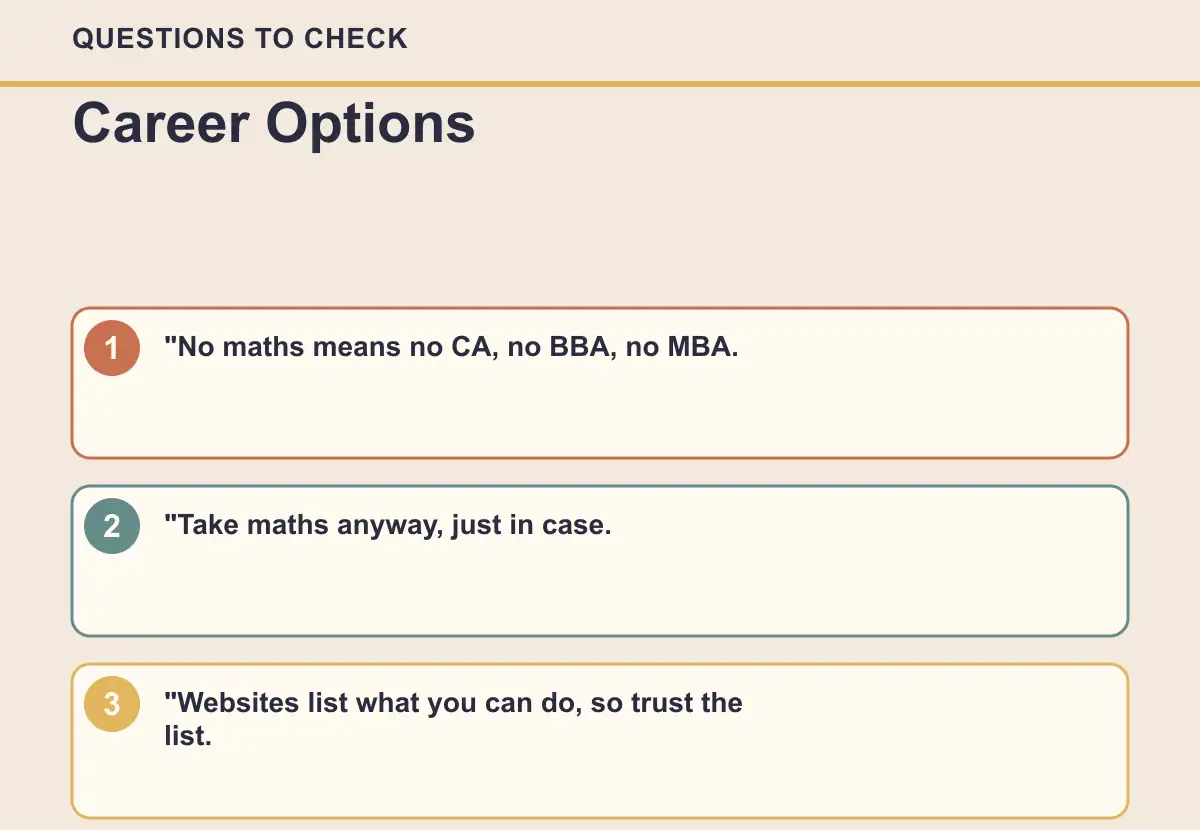 QUESTIONS TO CHECK
Career Options
1
"No maths means no CA, no BBA, no MBA.
2
"Take maths anyway, just in case.
3
"Websites list what you can do, so trust the
list.